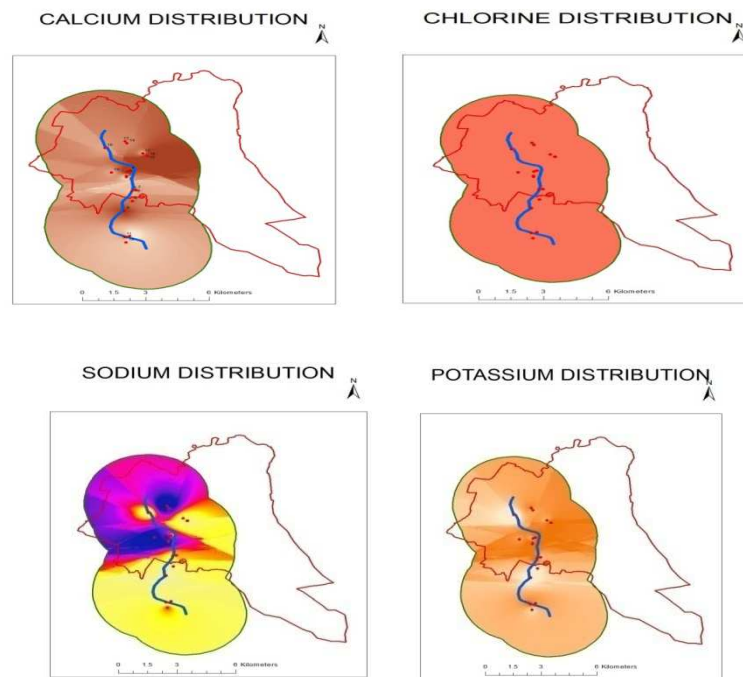 CALCIUM DISTRIBUTION
N
CHLORINE DISTRIBUTION
N
0 1.5 3 6 Kilometers
0 1.5 3 6 Kilometers
SODIUM DISTRIBUTION
N
POTASSIUM DISTRIBUTION
N
0 1.5 3 6 Kilometers
0 1.5 3 6 Kilometers